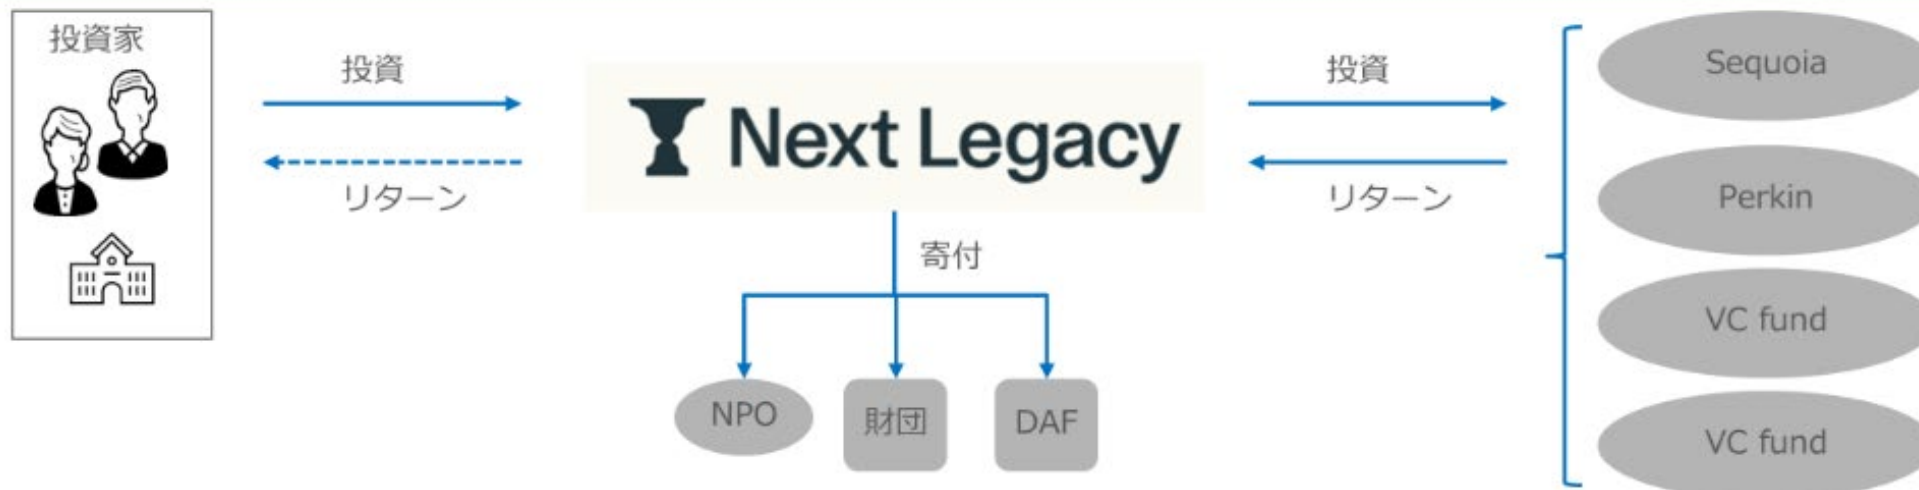 投資家
投資
リターン
Next Legacy
寄付
NPO
財団
DAF
投資
リターン
Sequoia
Perkin
VC fund
VC fund